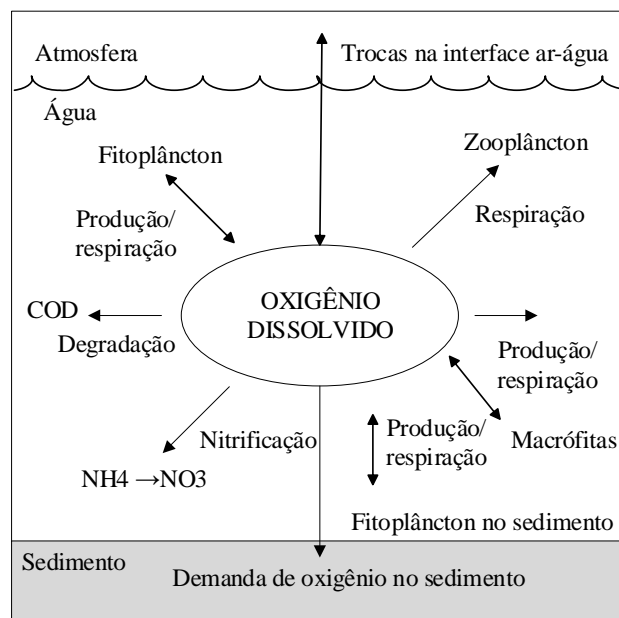 Atmosfera
Trocas na interface ar-água
Água
Fitoplâncton
Zooplâncton
Produção/
respiração
Respiração
COD
OXIGÊNIO
DISSOLVIDO
Degradação
Produção/
respiração
Nitrificação
Produção/
respiração
Macrófitas
NH4 →NO3
Fitoplâncton no sedimento
Sedimento
Demanda de oxigênio no sedimento